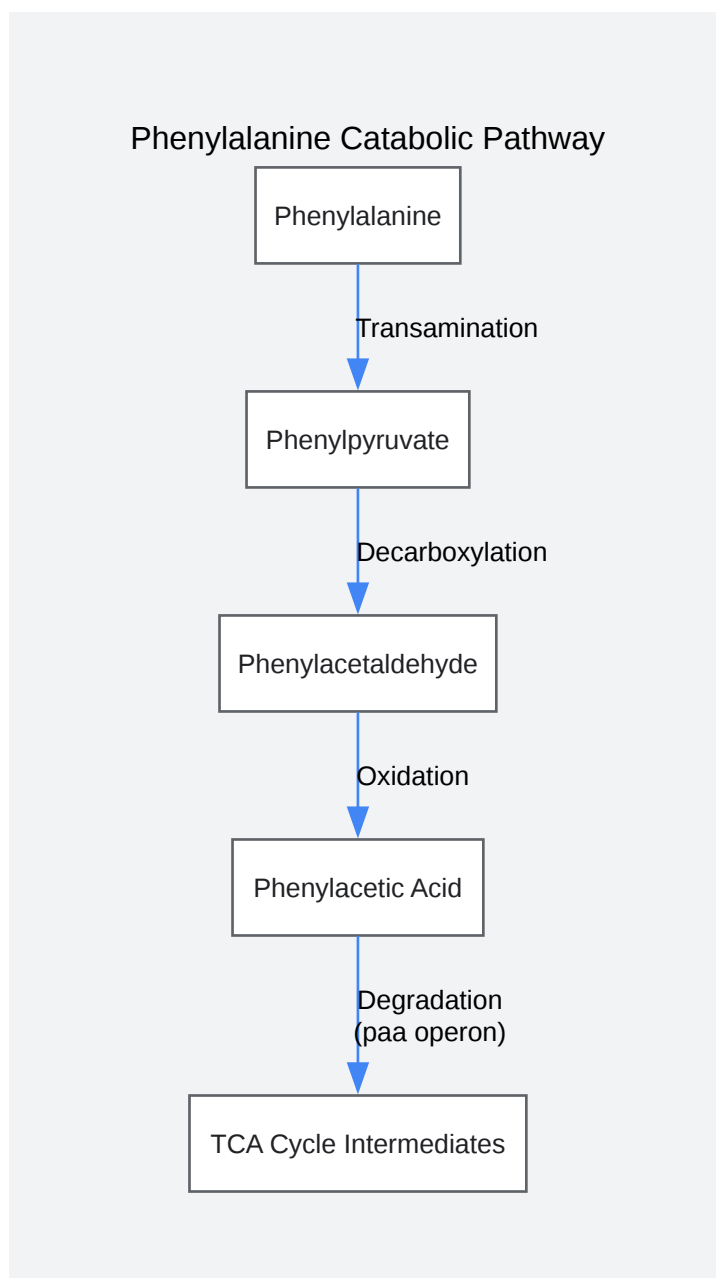 Phenylalanine Catabolic Pathway
Phenylalanine
Transamination
Phenylpyruvate
Decarboxylation
Phenylacetaldehyde
Oxidation
Phenylacetic Acid
Degradation
(paa operon)
TCA Cycle Intermediates